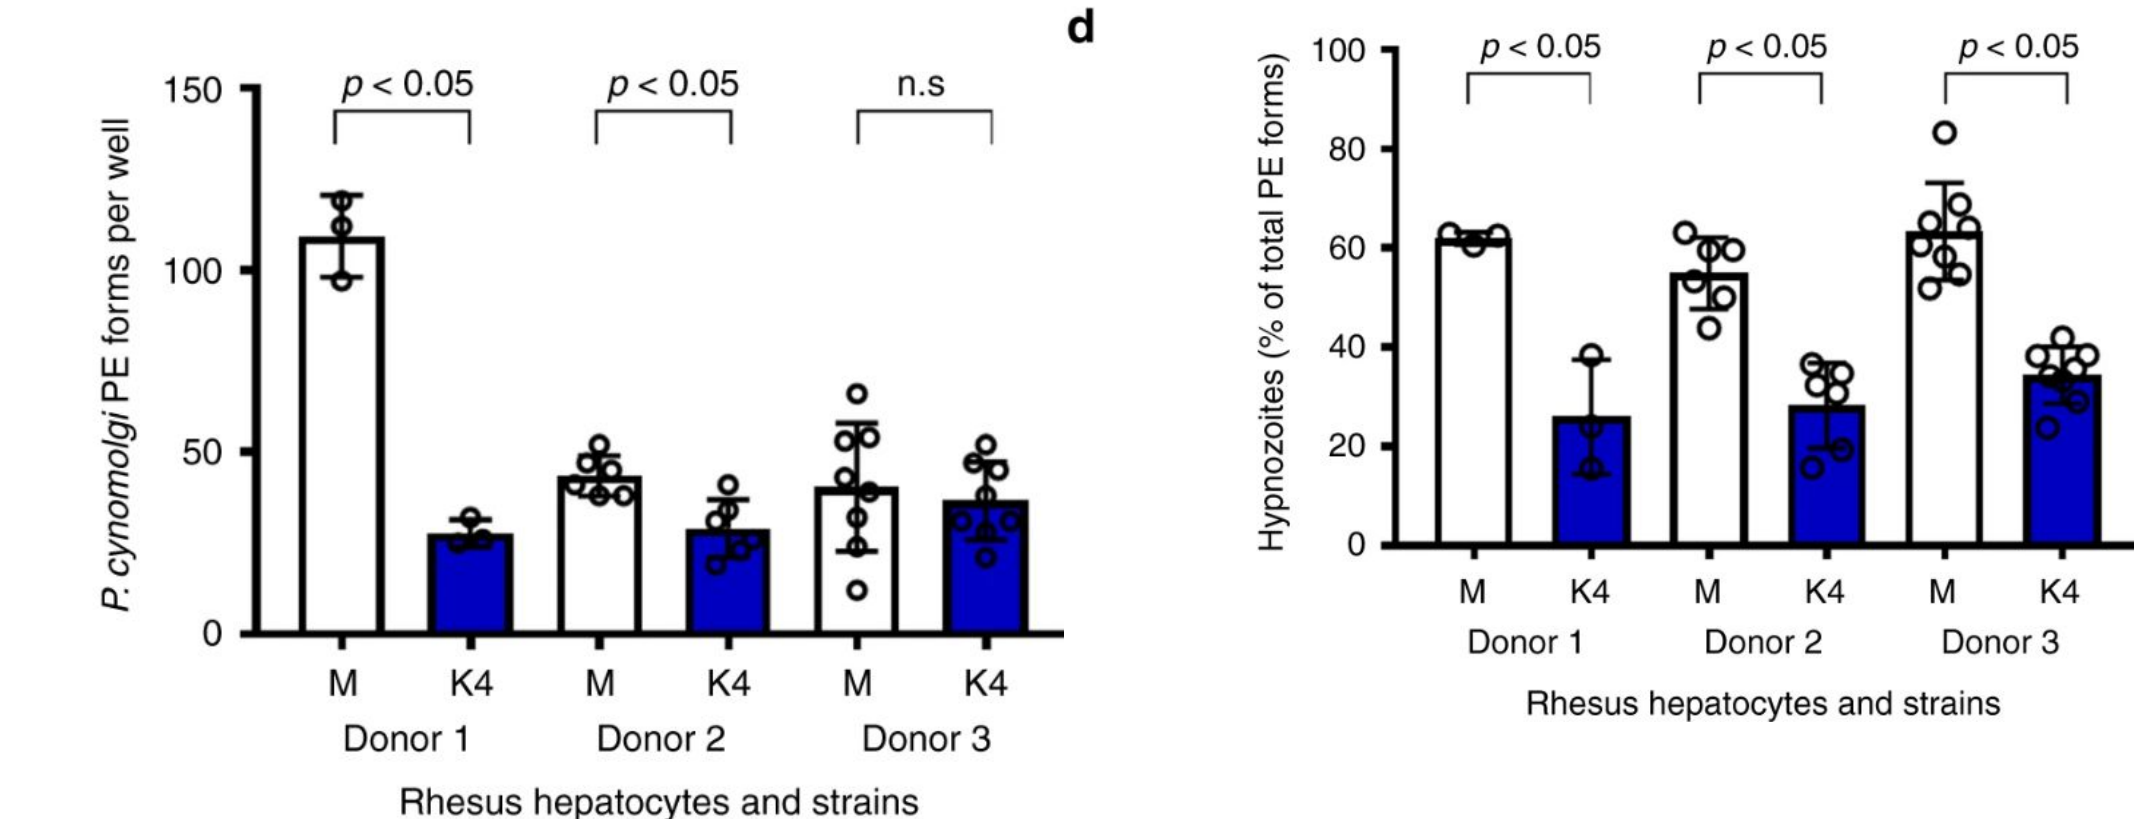 P. cynomolgi PE forms per well
150
100
50
0
p < 0.05
p < 0.05
n.s
M K4 M K4 M K4
Donor 1 Donor 2 Donor 3
Rhesus hepatocytes and strains
d
Hypnozoites (% of total PE forms)
100
80
60
40
20
0
p < 0.05
p < 0.05
p < 0.05
M K4 M K4 M K4
Donor 1 Donor 2 Donor 3
Rhesus hepatocytes and strains